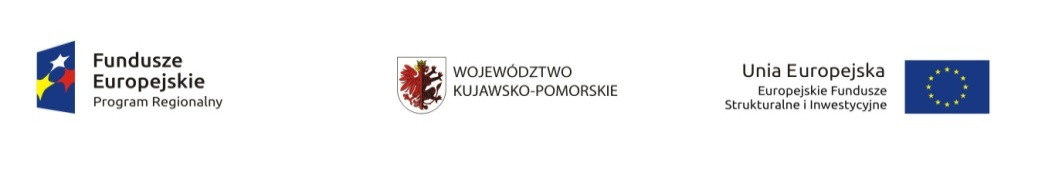 Fundusze
Europejskie
Program Regionalny
WOJEWÓDZTWO
KUJAWSKO-POMORSKIE
Unia Europejska
Europejskie Fundusze
Strukturalne i Inwestycyjne